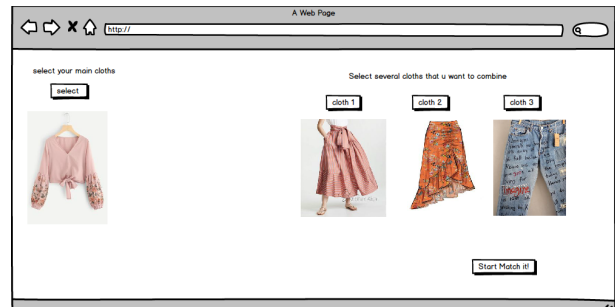 A Web Page
http://
select your main cloths
select
Select several cloths that u want to combine
cloth 1
cloth 2
cloth 3
Start Match it!